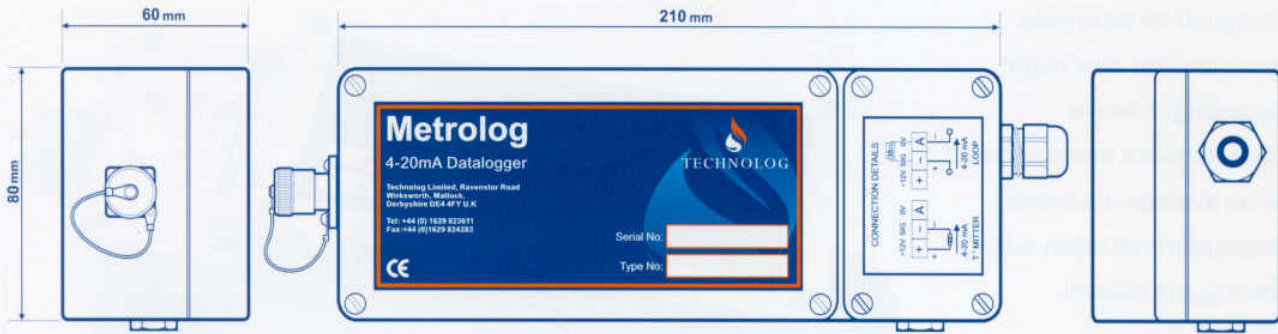 60 mm
210 mm
80 mm
Metrolog
4-20mA Datalogger
Technolog Limited, Ravenstor Road
Wirksworth, Matlock,
Derbyshire DE4 4FY U.K
Tel: +44 (0) 1629 823611
Fax:+44 (0)1629 824283
CE
TECHNOLOG
Serial No:
Type No:
CONNECTION DETAILS
+12V SIG 0V
+ − A
+ −
4-20 mA
T'MITTER
+12V SIG 0V
+ − A
+ −
4-20 mA
LOOP